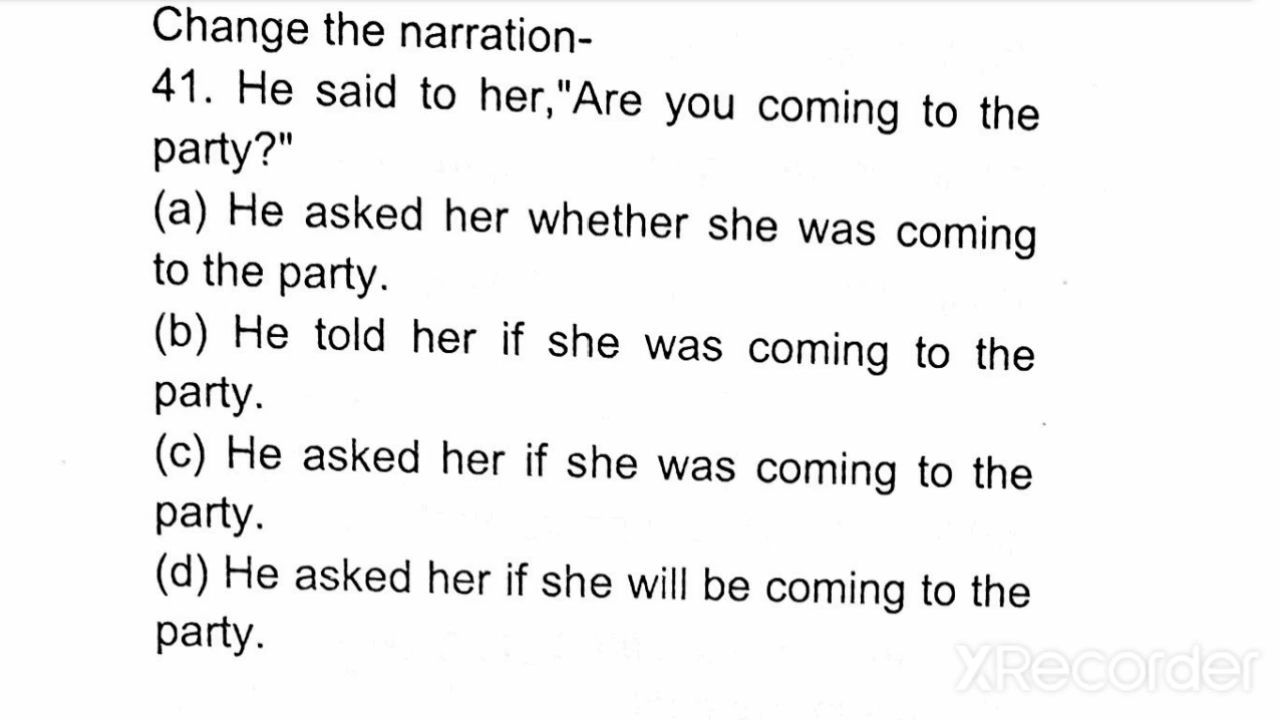 Change the narration-
41. He said to her,"Are you coming to the
party?"
(a) He asked her whether she was coming
to the party.
(b) He told her if she was coming to the
party.
(c) He asked her if she was coming to the
party.
(d) He asked her if she will be coming to the
party.
XRecorder